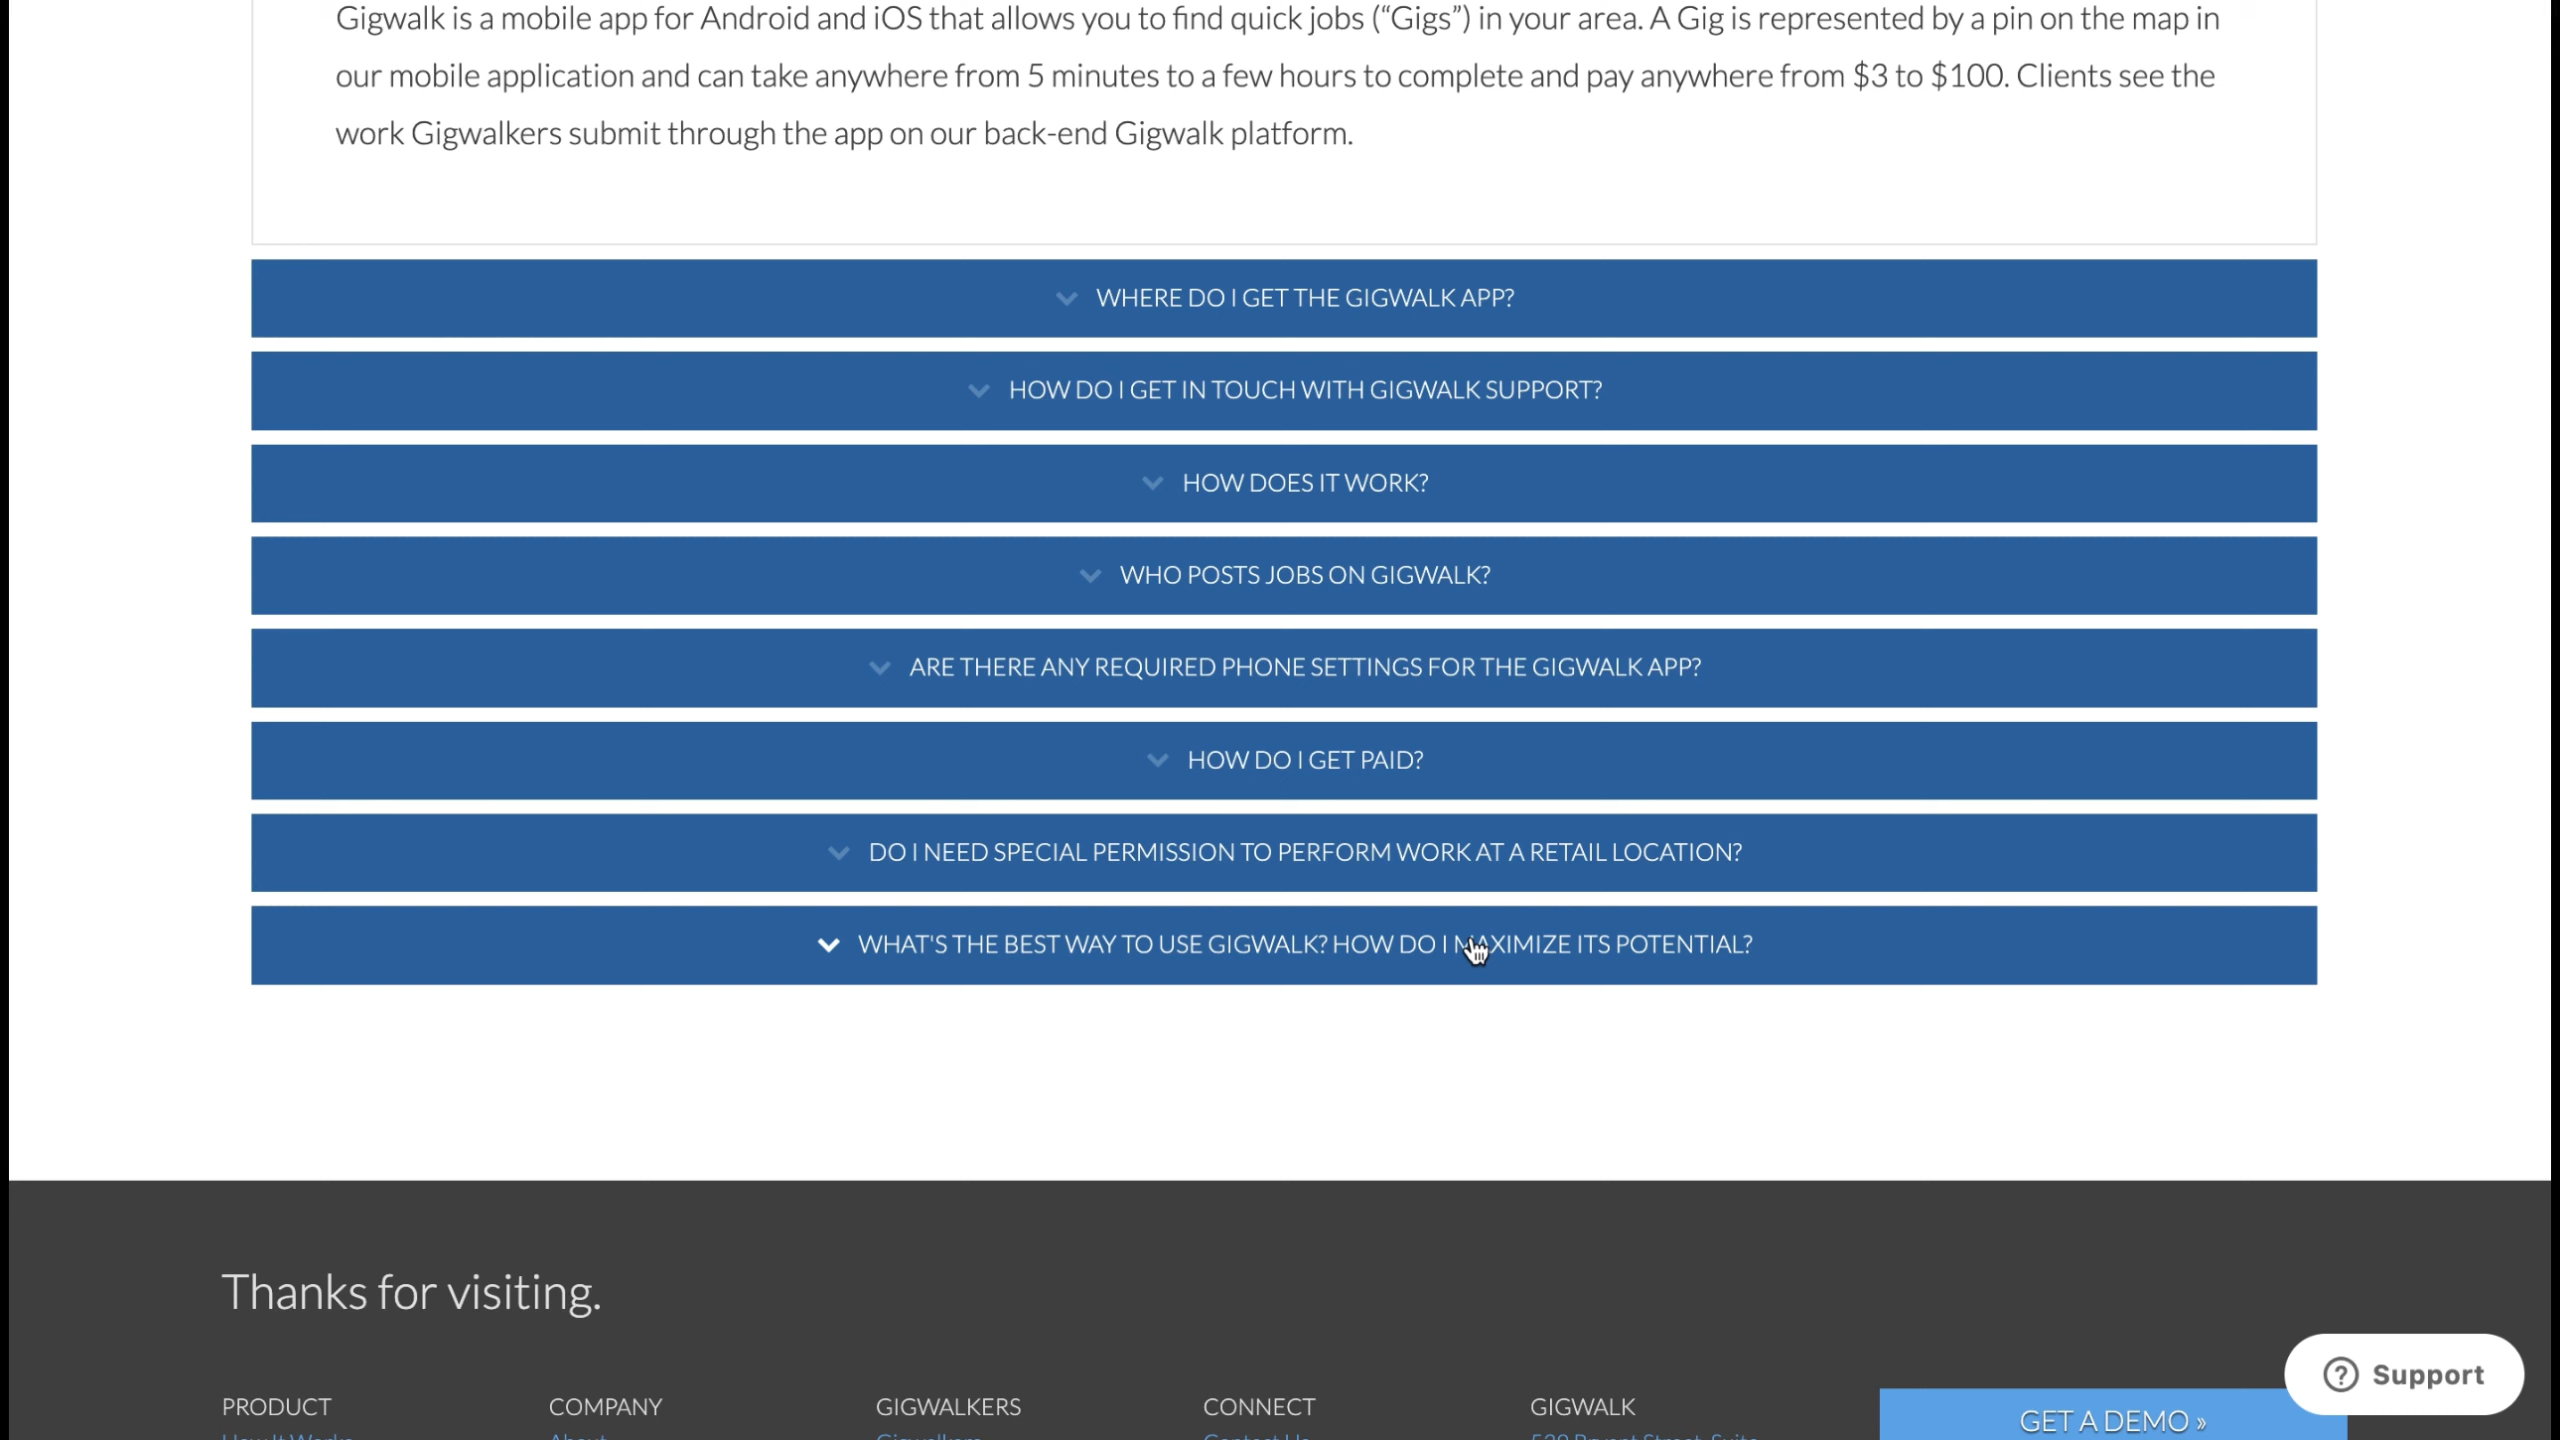 Gigwalk is a mobile app for Android and iOS that allows you to find quick jobs (“Gigs”) in your area. A Gig is represented by a pin on the map in
our mobile application and can take anywhere from 5 minutes to a few hours to complete and pay anywhere from $3 to $100. Clients see the
work Gigwalkers submit through the app on our back-end Gigwalk platform.
WHERE DO I GET THE GIGWALK APP?
HOW DO I GET IN TOUCH WITH GIGWALK SUPPORT?
HOW DOES IT WORK?
WHO POSTS JOBS ON GIGWALK?
ARE THERE ANY REQUIRED PHONE SETTINGS FOR THE GIGWALK APP?
HOW DO I GET PAID?
DO I NEED SPECIAL PERMISSION TO PERFORM WORK AT A RETAIL LOCATION?
WHAT'S THE BEST WAY TO USE GIGWALK? HOW DO I MAXIMIZE ITS POTENTIAL?
Thanks for visiting.
Support
PRODUCT COMPANY GIGWALKERS CONNECT GIGWALK
GET A DEMO »
How It Works About Gigwalkers Contact Us